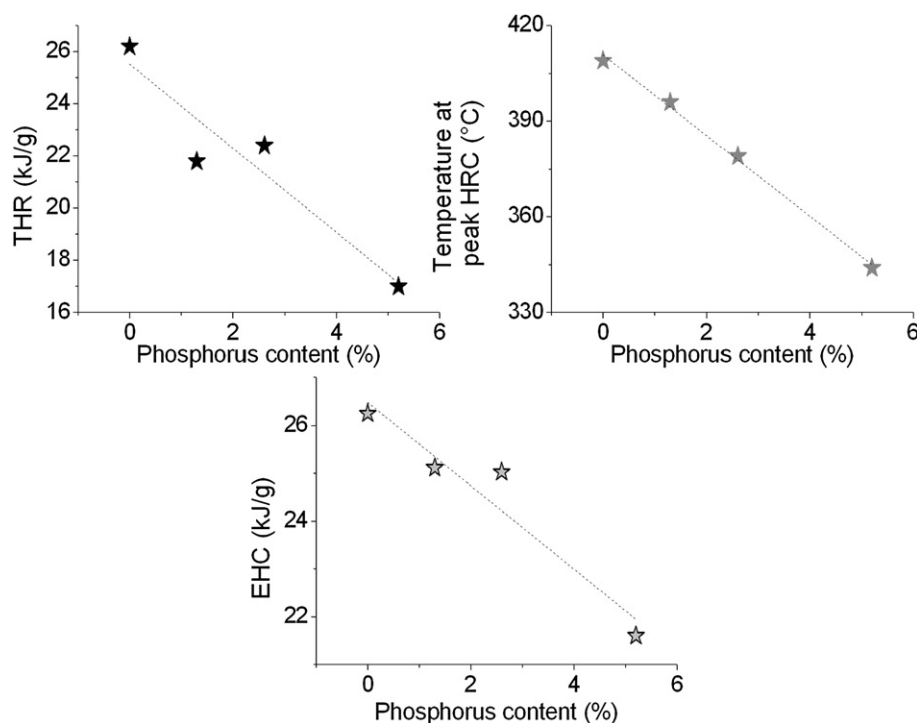 THR (kJ/g)
26
24
22
20
18
16
0 2 4 6
Phosphorus content (%)
Temperature at
peak HRC (°C)
420
390
360
330
0 2 4 6
Phosphorus content (%)
EHC (kJ/g)
26
24
22
0 2 4 6
Phosphorus content (%)